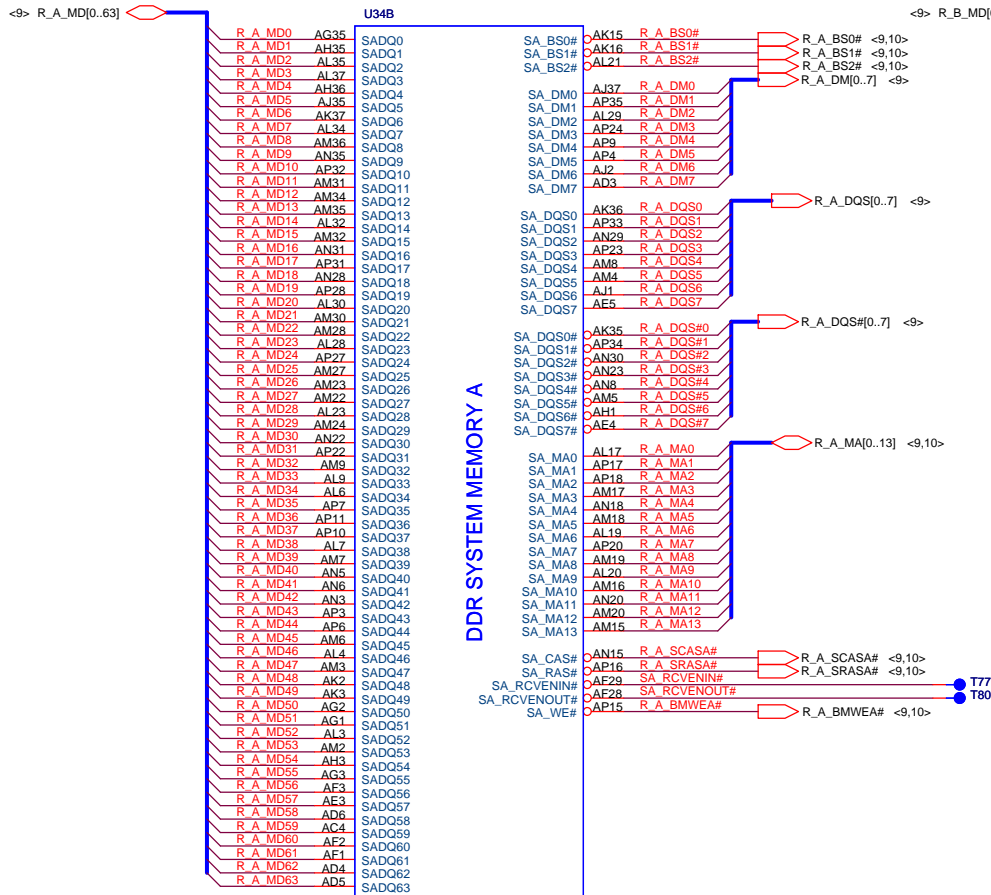 <9> R_A_MD[0..63]
U34B
<9> R_B_MD[
R_A_MD0 AG35 SADQ0
R_A_MD1 AH35 SADQ1
R_A_MD2 AL35 SADQ2
R_A_MD3 AL37 SADQ3
R_A_MD4 AH36 SADQ4
R_A_MD5 AJ35 SADQ5
R_A_MD6 AK37 SADQ6
R_A_MD7 AL34 SADQ7
R_A_MD8 AM36 SADQ8
R_A_MD9 AN35 SADQ9
R_A_MD10 AP32 SADQ10
R_A_MD11 AM31 SADQ11
R_A_MD12 AM34 SADQ12
R_A_MD13 AM35 SADQ13
R_A_MD14 AL32 SADQ14
R_A_MD15 AM32 SADQ15
R_A_MD16 AN31 SADQ16
R_A_MD17 AP31 SADQ17
R_A_MD18 AN28 SADQ18
R_A_MD19 AP28 SADQ19
R_A_MD20 AL30 SADQ20
R_A_MD21 AM30 SADQ21
R_A_MD22 AM28 SADQ22
R_A_MD23 AL28 SADQ23
R_A_MD24 AP27 SADQ24
R_A_MD25 AM27 SADQ25
R_A_MD26 AM23 SADQ26
R_A_MD27 AM22 SADQ27
R_A_MD28 AL23 SADQ28
R_A_MD29 AM24 SADQ29
R_A_MD30 AN22 SADQ30
R_A_MD31 AP22 SADQ31
R_A_MD32 AM9 SADQ32
R_A_MD33 AL9 SADQ33
R_A_MD34 AL6 SADQ34
R_A_MD35 AP7 SADQ35
R_A_MD36 AP11 SADQ36
R_A_MD37 AP10 SADQ37
R_A_MD38 AL7 SADQ38
R_A_MD39 AM7 SADQ39
R_A_MD40 AN5 SADQ40
R_A_MD41 AN6 SADQ41
R_A_MD42 AN3 SADQ42
R_A_MD43 AP3 SADQ43
R_A_MD44 AP6 SADQ44
R_A_MD45 AM6 SADQ45
R_A_MD46 AL4 SADQ46
R_A_MD47 AM3 SADQ47
R_A_MD48 AK2 SADQ48
R_A_MD49 AK3 SADQ49
R_A_MD50 AG2 SADQ50
R_A_MD51 AG1 SADQ51
R_A_MD52 AL3 SADQ52
R_A_MD53 AM2 SADQ53
R_A_MD54 AH3 SADQ54
R_A_MD55 AG3 SADQ55
R_A_MD56 AF3 SADQ56
R_A_MD57 AE3 SADQ57
R_A_MD58 AD6 SADQ58
R_A_MD59 AC4 SADQ59
R_A_MD60 AF2 SADQ60
R_A_MD61 AF1 SADQ61
R_A_MD62 AD4 SADQ62
R_A_MD63 AD5 SADQ63
DDR SYSTEM MEMORY A
SA_BS0# AK15 R_A_BS0# R_A_BS0# <9,10>
SA_BS1# AK16 R_A_BS1# R_A_BS1# <9,10>
SA_BS2# AL21 R_A_BS2# R_A_BS2# <9,10>
R_A_DM[0..7] <9>
SA_DM0 AJ37 R_A_DM0
SA_DM1 AP35 R_A_DM1
SA_DM2 AL29 R_A_DM2
SA_DM3 AP24 R_A_DM3
SA_DM4 AP9 R_A_DM4
SA_DM5 AP4 R_A_DM5
SA_DM6 AJ2 R_A_DM6
SA_DM7 AD3 R_A_DM7
R_A_DQS[0..7] <9>
SA_DQS0 AK36 R_A_DQS0
SA_DQS1 AP33 R_A_DQS1
SA_DQS2 AN29 R_A_DQS2
SA_DQS3 AP23 R_A_DQS3
SA_DQS4 AM8 R_A_DQS4
SA_DQS5 AM4 R_A_DQS5
SA_DQS6 AJ1 R_A_DQS6
SA_DQS7 AE5 R_A_DQS7
R_A_DQS#[0..7] <9>
SA_DQS0# AK35 R_A_DQS#0
SA_DQS1# AP34 R_A_DQS#1
SA_DQS2# AN30 R_A_DQS#2
SA_DQS3# AN23 R_A_DQS#3
SA_DQS4# AN8 R_A_DQS#4
SA_DQS5# AM5 R_A_DQS#5
SA_DQS6# AH1 R_A_DQS#6
SA_DQS7# AE4 R_A_DQS#7
R_A_MA[0..13] <9,10>
SA_MA0 AL17 R_A_MA0
SA_MA1 AP17 R_A_MA1
SA_MA2 AP18 R_A_MA2
SA_MA3 AM17 R_A_MA3
SA_MA4 AN18 R_A_MA4
SA_MA5 AM18 R_A_MA5
SA_MA6 AL19 R_A_MA6
SA_MA7 AP20 R_A_MA7
SA_MA8 AM19 R_A_MA8
SA_MA9 AL20 R_A_MA9
SA_MA10 AM16 R_A_MA10
SA_MA11 AN20 R_A_MA11
SA_MA12 AM20 R_A_MA12
SA_MA13 AM15 R_A_MA13
SA_CAS# AN15 R_A_SCASA# R_A_SCASA# <9,10>
SA_RAS# AP16 R_A_SRASA# R_A_SRASA# <9,10>
SA_RCVENIN# AF29 SA_RCVENIN# T77
SA_RCVENOUT# AF28 SA_RCVENOUT# T80
SA_WE# AP15 R_A_BMWEA# R_A_BMWEA# <9,10>